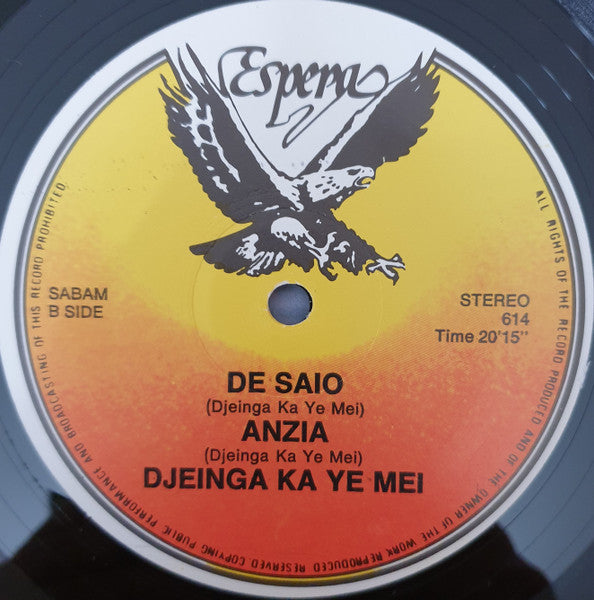 Espera
SABAM
B SIDE
STEREO
614
Time 20'15"
DE SAIO
(Djeinga Ka Ye Mei)
ANZIA
(Djeinga Ka Ye Mei)
DJEINGA KA YE MEI
ALL RIGHTS OF THE RECORD PRODUCED AND OF THE OWNER OF THE WORK REPRODUCED RESERVED COPYING PUBLIC PERFORMANCE AND BROADCASTING OF THIS RECORD PROHIBITED